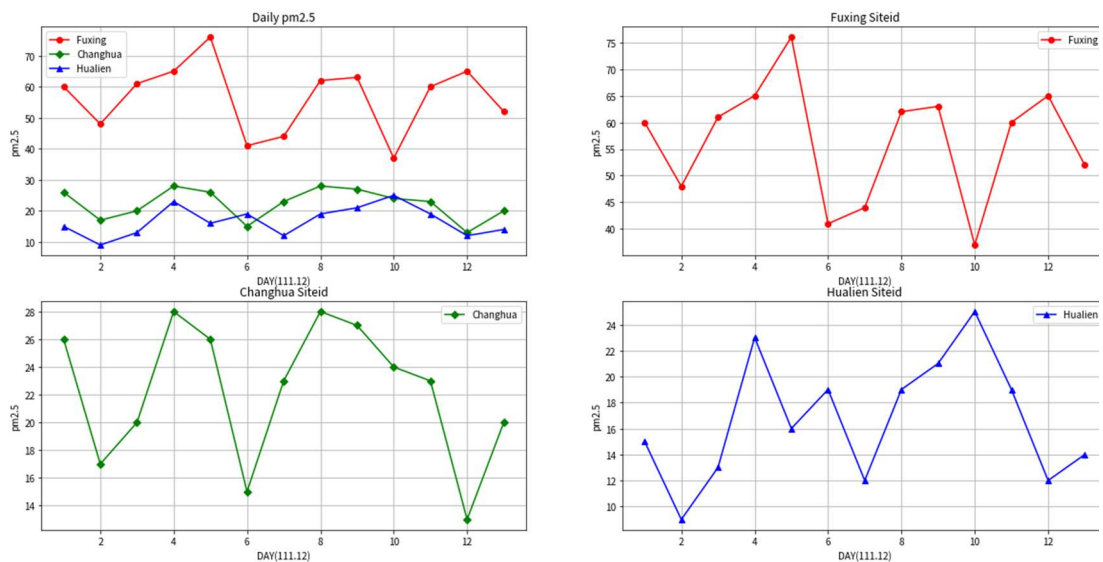 Daily pm2.5
Fuxing
Changhua
Hualien
pm2.5
70
60
50
40
30
20
10
2 4 6 8 10 12
DAY(111.12)
Fuxing Siteid
Fuxing
pm2.5
75
70
65
60
55
50
45
40
2 4 6 8 10 12
DAY(111.12)
Changhua Siteid
Changhua
pm2.5
28
26
24
22
20
18
16
14
2 4 6 8 10 12
DAY(111.12)
Hualien Siteid
Hualien
pm2.5
24
22
20
18
16
14
12
10
2 4 6 8 10 12
DAY(111.12)